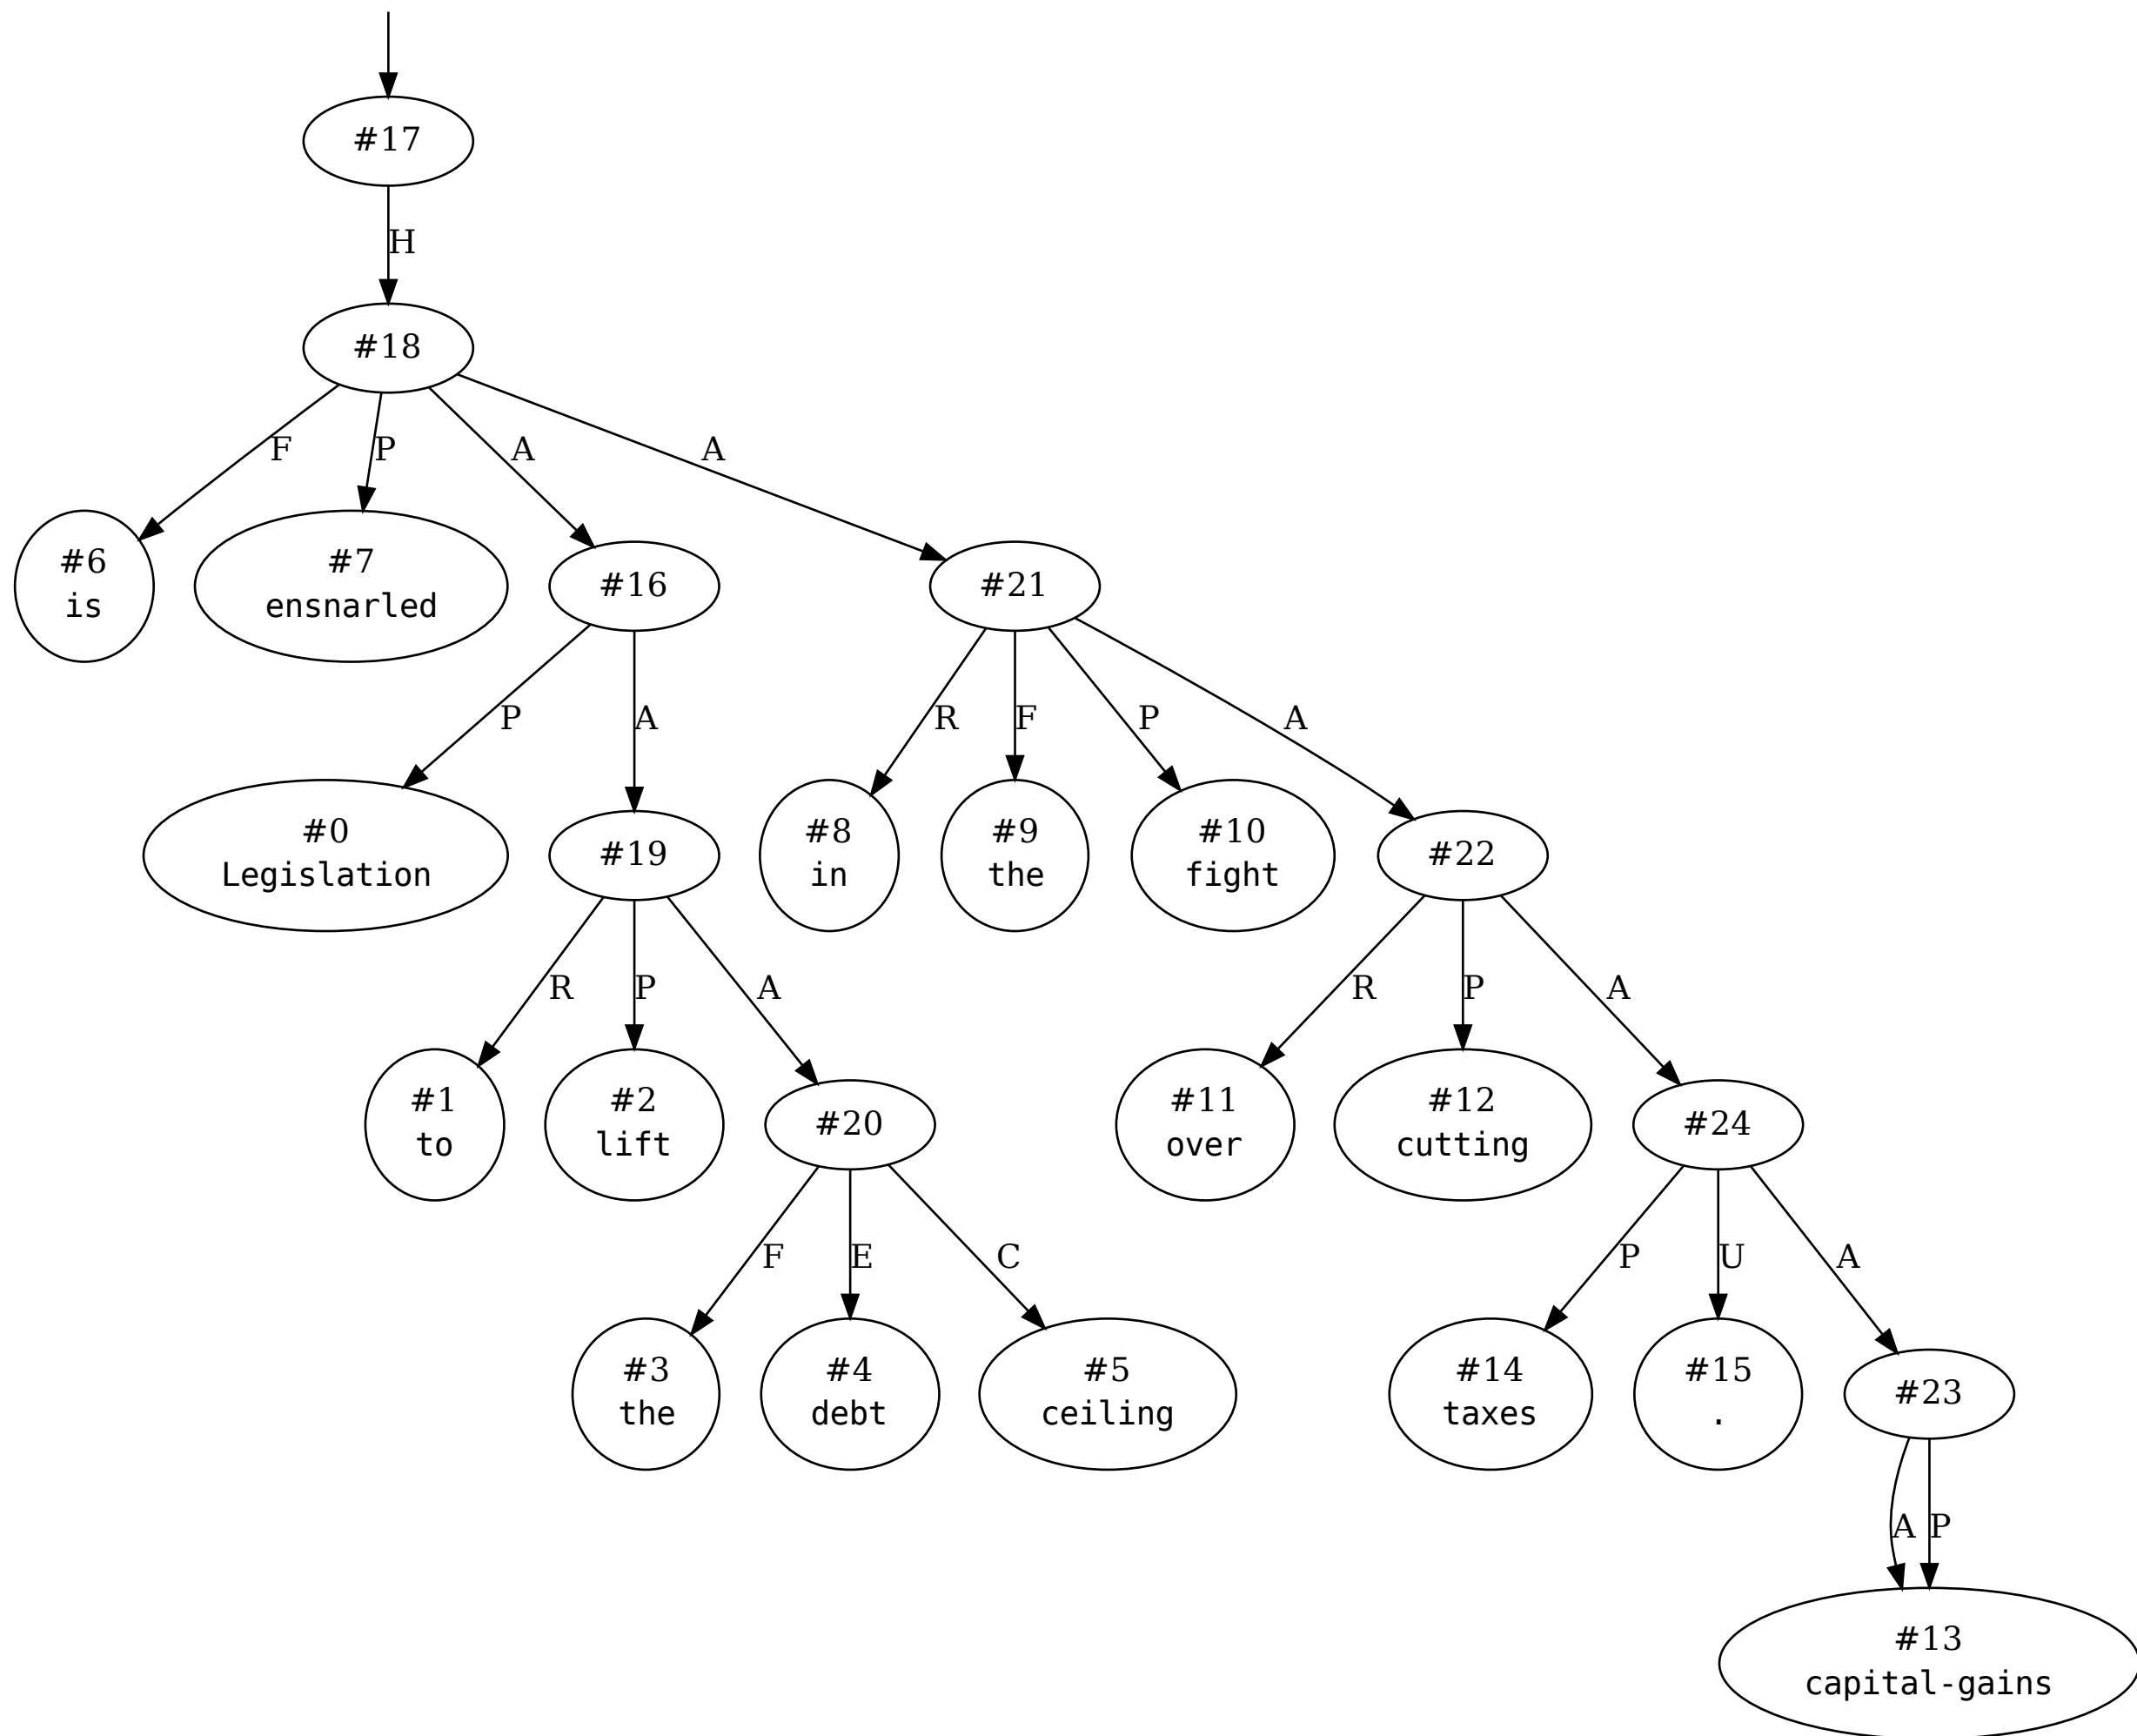 #17
H
#18
F
P
A
A
#6
is
#7
ensnarled
#16
#21
P
A
R
F
P
A
#0
Legislation
#19
#8
in
#9
the
#10
fight
#22
R
P
A
R
P
A
#1
to
#2
lift
#20
#11
over
#12
cutting
#24
F
E
C
P
U
A
#3
the
#4
debt
#5
ceiling
#14
taxes
#15
.
#23
A
P
#13
capital-gains